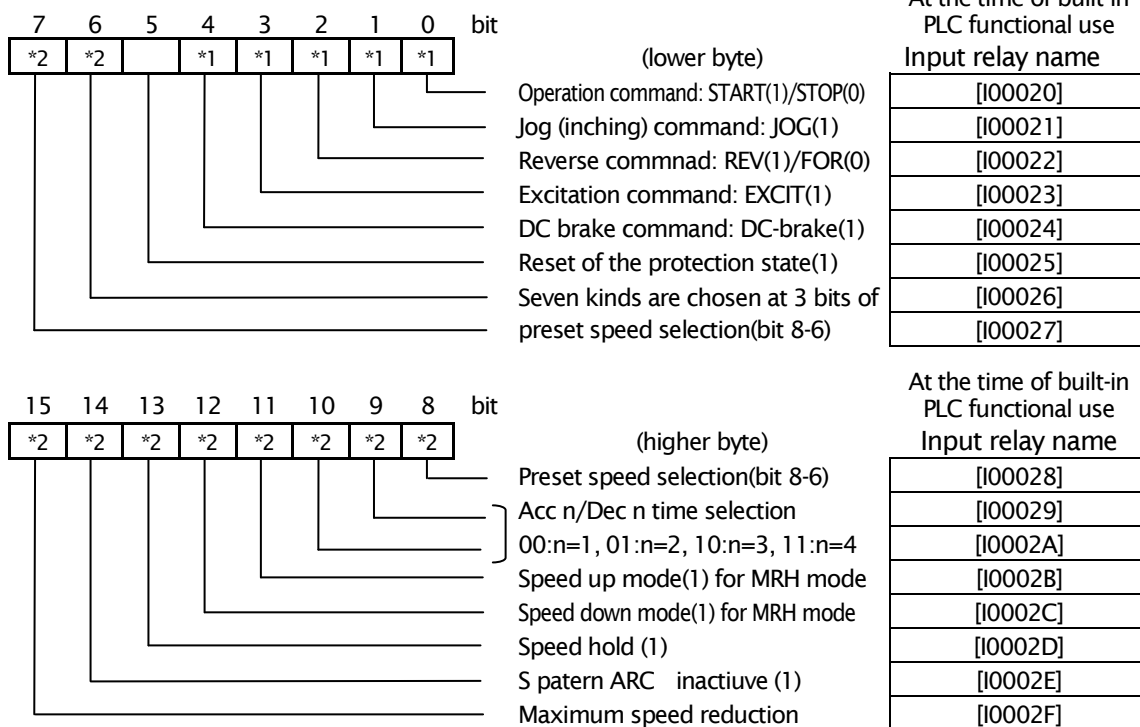 At the time of built-in
PLC functional use
7 6 5 4 3 2 1 0 bit
*2 *2 *1 *1 *1 *1 *1
(lower byte)
Input relay name
Operation command: START(1)/STOP(0) [I00020]
Jog (inching) command: JOG(1) [I00021]
Reverse commnad: REV(1)/FOR(0) [I00022]
Excitation command: EXCIT(1) [I00023]
DC brake command: DC-brake(1) [I00024]
Reset of the protection state(1) [I00025]
Seven kinds are chosen at 3 bits of [I00026]
preset speed selection(bit 8-6) [I00027]
At the time of built-in
PLC functional use
15 14 13 12 11 10 9 8 bit
*2 *2 *2 *2 *2 *2 *2 *2
(higher byte)
Input relay name
Preset speed selection(bit 8-6) [I00028]
Acc n/Dec n time selection [I00029]
00:n=1, 01:n=2, 10:n=3, 11:n=4 [I0002A]
Speed up mode(1) for MRH mode [I0002B]
Speed down mode(1) for MRH mode [I0002C]
Speed hold (1) [I0002D]
S patern ARC inactiuve (1) [I0002E]
Maximum speed reduction [I0002F]